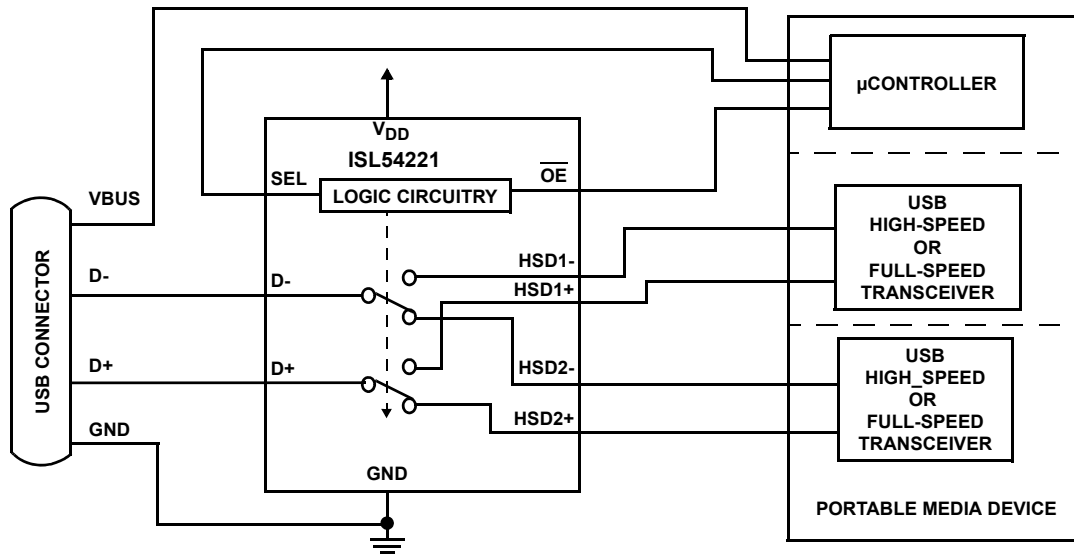 µCONTROLLER
V_DD
ISL54221
SEL
OE
LOGIC CIRCUITRY
VBUS
USB
HIGH-SPEED
OR
FULL-SPEED
TRANSCEIVER
USB CONNECTOR
D-
D-
HSD1-
HSD1+
D+
D+
HSD2-
HSD2+
USB
HIGH_SPEED
OR
FULL-SPEED
TRANSCEIVER
GND
GND
PORTABLE MEDIA DEVICE